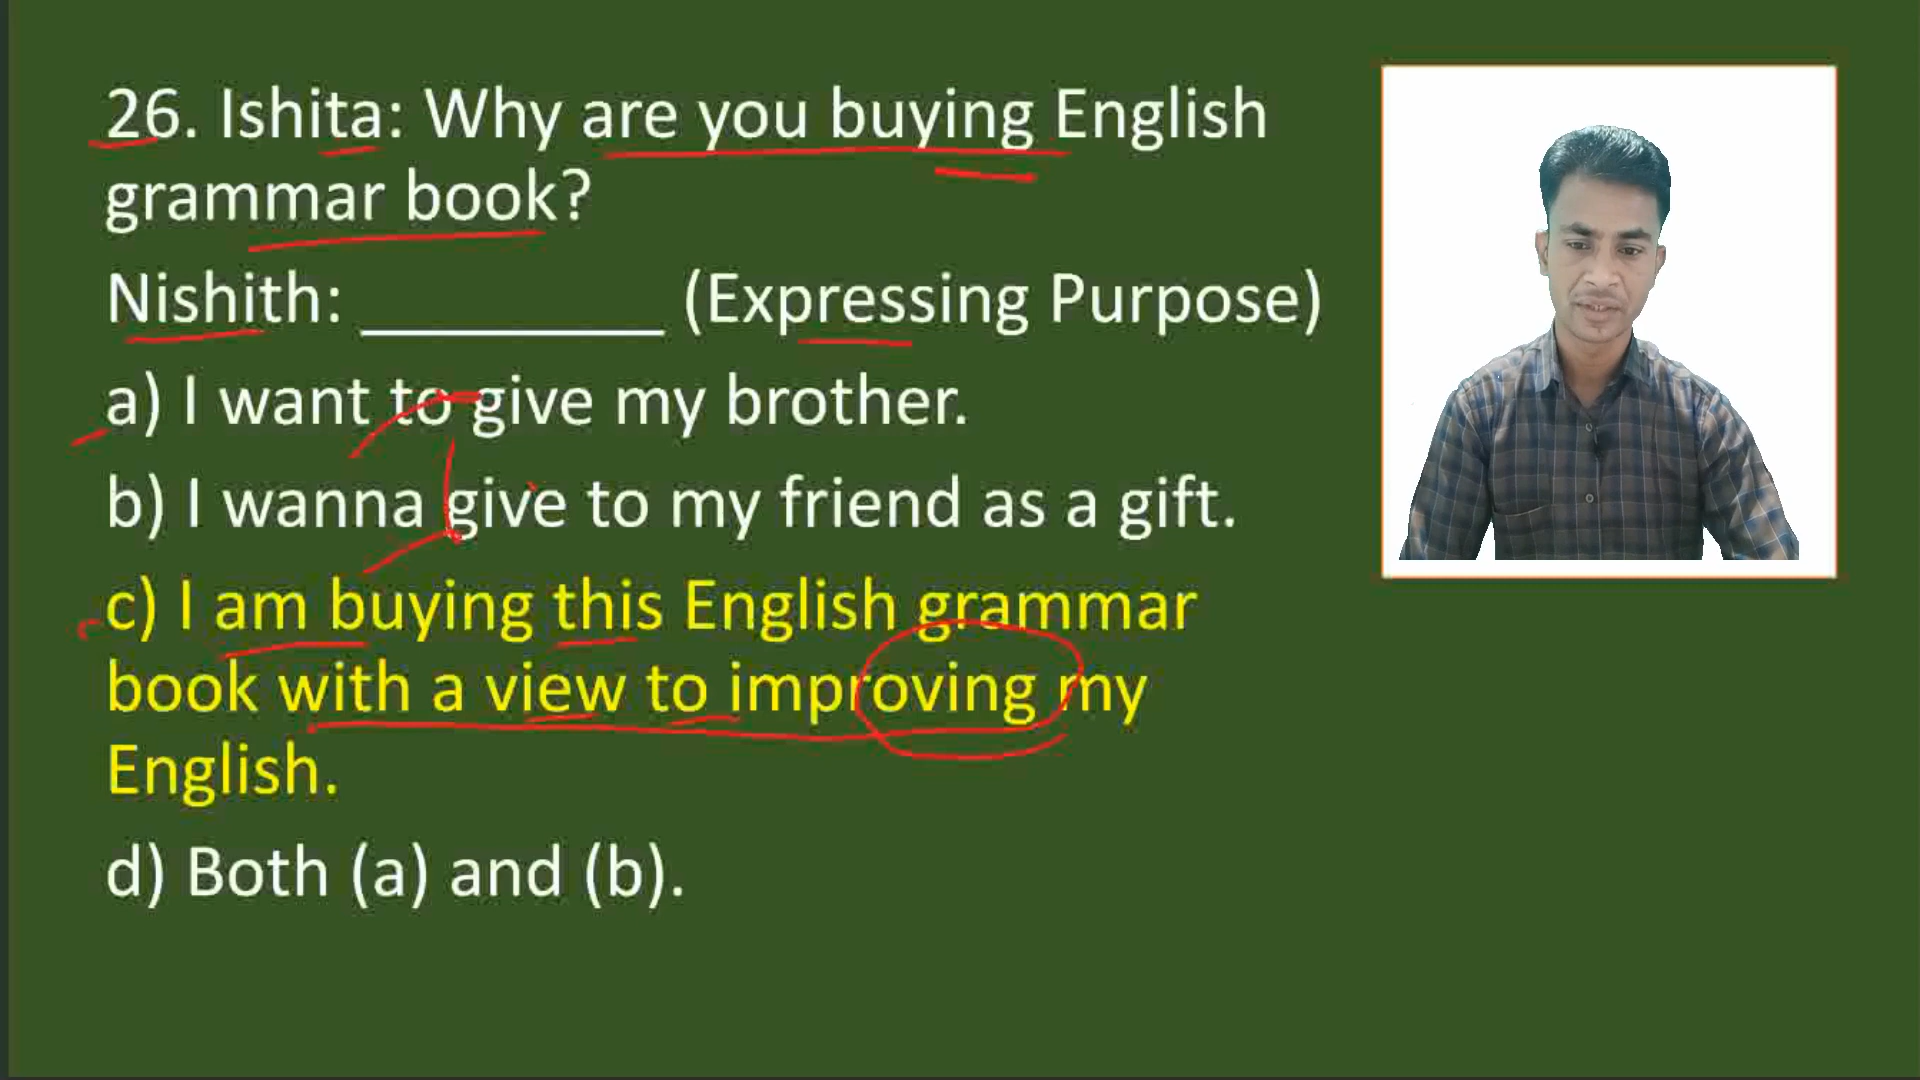 26. Ishita: Why are you buying English
grammar book?
Nishith: _________ (Expressing Purpose)
a) I want to give my brother.
b) I wanna give to my friend as a gift.
c) I am buying this English grammar
book with a view to improving my
English.
d) Both (a) and (b).